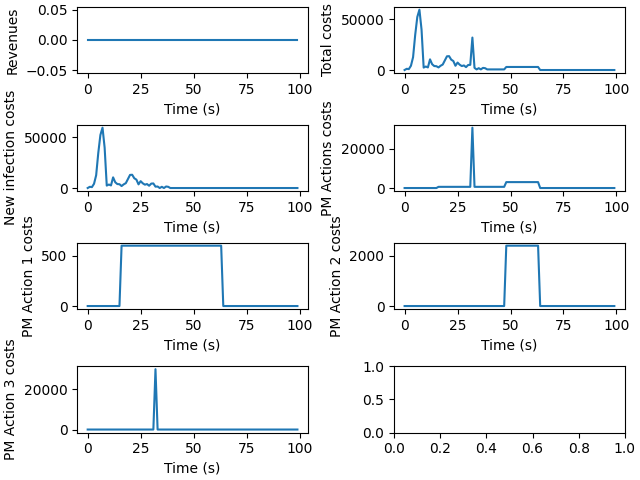 Revenues
0.05
0.00
−0.05
0 25 50 75 100
Time (s)
Total costs
50000
0
0 25 50 75 100
Time (s)
New infection costs
50000
0
0 25 50 75 100
Time (s)
PM Actions costs
20000
0
0 25 50 75 100
Time (s)
PM Action 1 costs
500
0
0 25 50 75 100
Time (s)
PM Action 2 costs
2000
0
0 25 50 75 100
Time (s)
PM Action 3 costs
20000
0
0 25 50 75 100
Time (s)
1.0
0.5
0.0
0.0 0.2 0.4 0.6 0.8 1.0